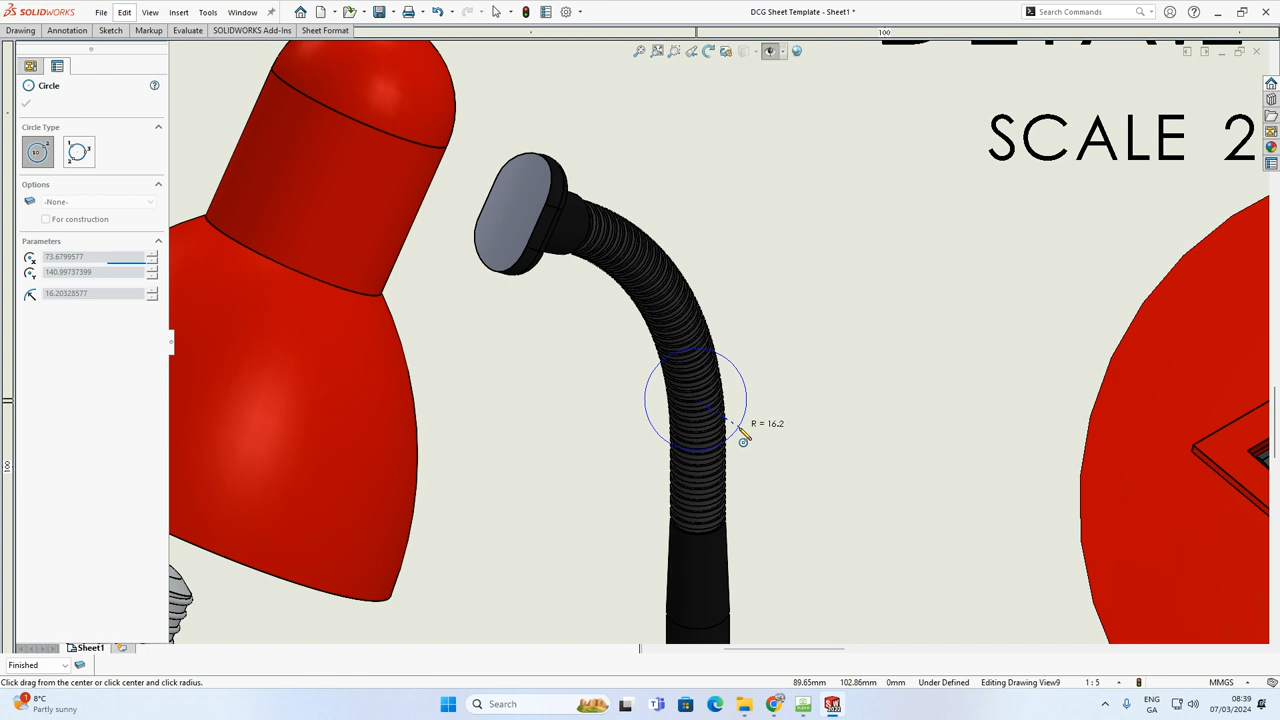 SOLIDWORKS
File Edit View Insert Tools Window
DCG Sheet Template - Sheet1 *
Search Commands
Drawing Annotation Sketch Markup Evaluate SOLIDWORKS Add-Ins Sheet Format
100
Circle
Circle Type
Options
-None-
For construction
Parameters
73.6799577
140.99737399
16.20328577
SCALE 2
R = 16.2
100
Sheet1
Finished
Click drag from the center or click center and click radius.
89.65mm 102.86mm 0mm Under Defined Editing Drawing View9 1 : 5 MMGS
8°C
Partly sunny
Search
ENG
GA
08:39
07/03/2024